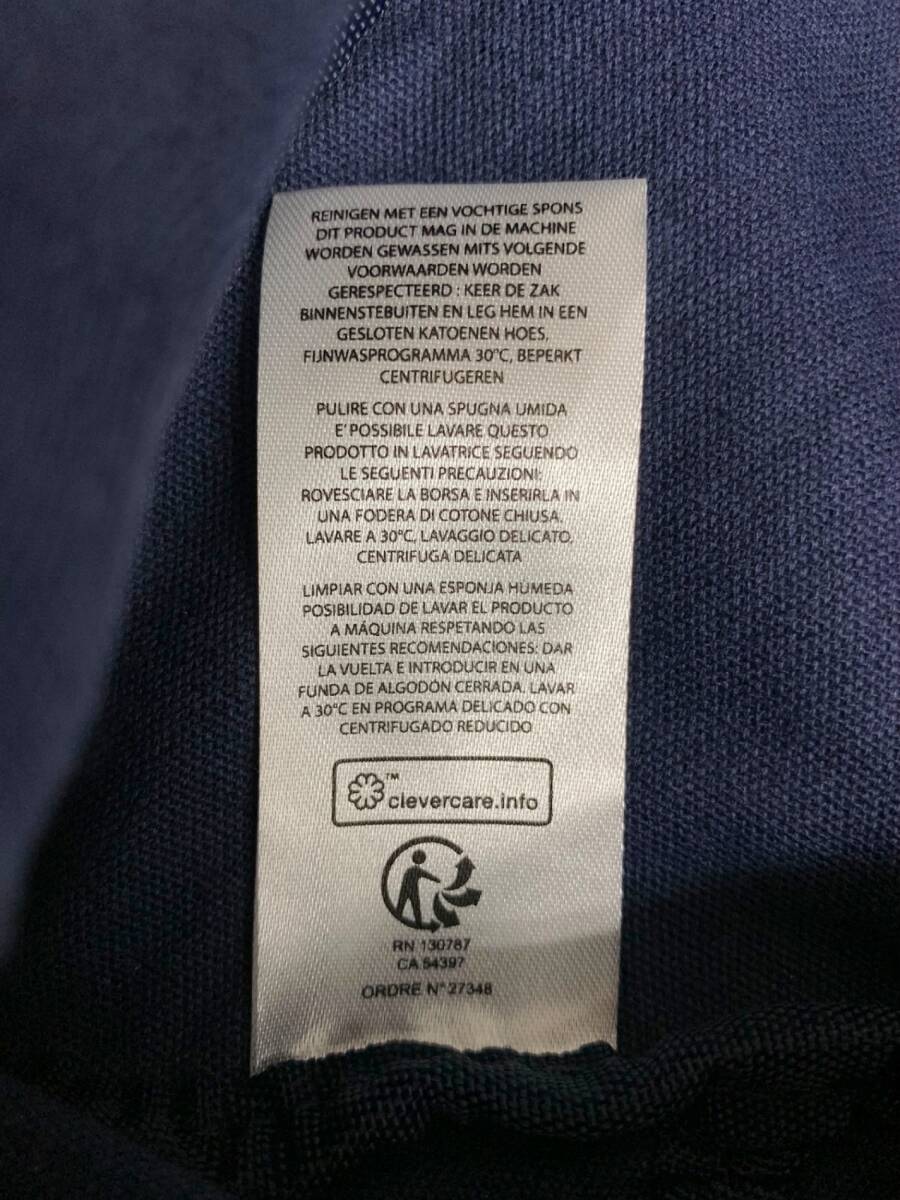 REINIGEN MET EEN VOCHTIGE SPONS
DIT PRODUCT MAG IN DE MACHINE
WORDEN GEWASSEN MITS VOLGENDE
VOORWAARDEN WORDEN
GERESPECTEERD : KEER DE ZAK
BINNENSTEBUITEN EN LEG HEM IN EEN
GESLOTEN KATOENEN HOES,
FIJNWASPROGRAMMA 30°C, BEPERKT
CENTRIFUGEREN
PULIRE CON UNA SPUGNA UMIDA
E' POSSIBILE LAVARE QUESTO
PRODOTTO IN LAVATRICE SEGUENDO
LE SEGUENTI PRECAUZIONI:
ROVESCIARE LA BORSA E INSERIRLA IN
UNA FODERA DI COTONE CHIUSA.
LAVARE A 30°C, LAVAGGIO DELICATO,
CENTRIFUGA DELICATA
LIMPIAR CON UNA ESPONJA HÚMEDA
POSIBILIDAD DE LAVAR EL PRODUCTO
A MÁQUINA RESPETANDO LAS
SIGUIENTES RECOMENDACIONES: DAR
LA VUELTA E INTRODUCIR EN UNA
FUNDA DE ALGODÓN CERRADA. LAVAR
A 30°C EN PROGRAMA DELICADO CON
CENTRIFUGADO REDUCIDO
™ clevercare.info
RN 130787
CA 54397
ORDRE N° 27348